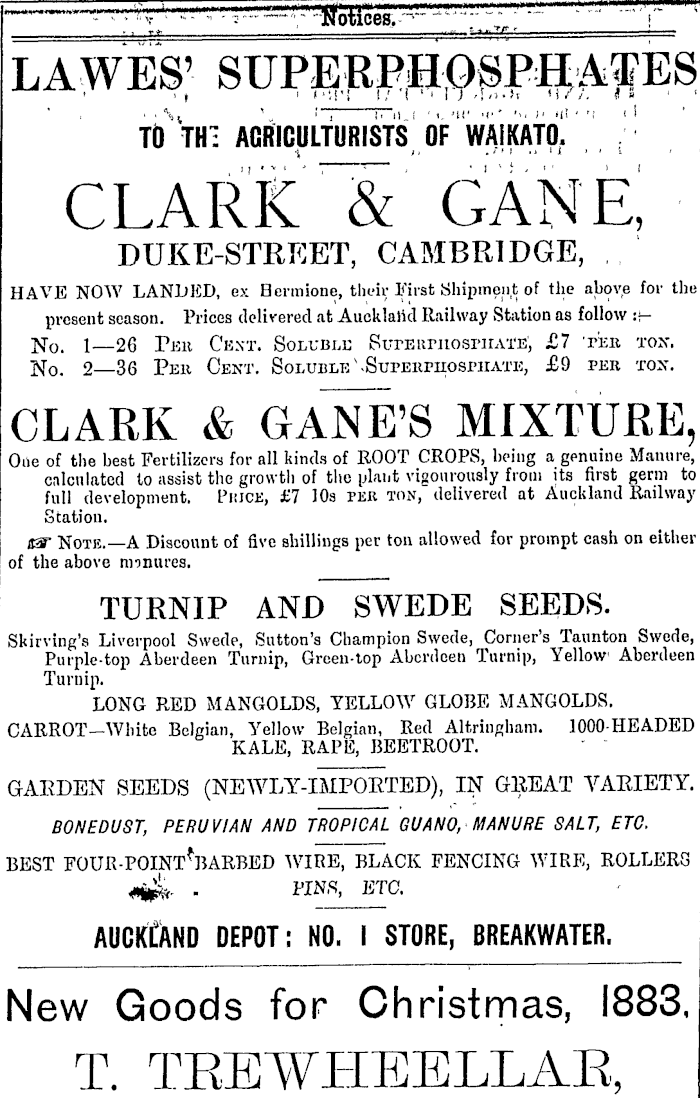 Notices.
LAWES' SUPERPHOSPHATES
TO THE AGRICULTURISTS OF WAIKATO.
CLARK & GANE,
DUKE-STREET, CAMBRIDGE,
HAVE NOW LANDED, ex Hermione, their First Shipment of the above for the
present season. Prices delivered at Auckland Railway Station as follow :—
No. 1—26 Per Cent. Soluble Superphosphate, £7 per ton.
No. 2—36 Per Cent. Soluble Superphosphate, £9 per ton.
CLARK & GANE'S MIXTURE,
One of the best Fertilizers for all kinds of ROOT CROPS, being a genuine Manure,
calculated to assist the growth of the plant vigourously from its first germ to
full development. Price, £7 10s per ton, delivered at Auckland Railway
Station.
☞ Note.—A Discount of five shillings per ton allowed for prompt cash on either
of the above manures.
TURNIP AND SWEDE SEEDS.
Skirving's Liverpool Swede, Sutton's Champion Swede, Corner's Taunton Swede,
Purple-top Aberdeen Turnip, Green-top Aberdeen Turnip, Yellow Aberdeen
Turnip.
LONG RED MANGOLDS, YELLOW GLOBE MANGOLDS.
CARROT—White Belgian, Yellow Belgian, Red Altringham. 1000-HEADED
KALE, RAPE, BEETROOT.
GARDEN SEEDS (NEWLY-IMPORTED), IN GREAT VARIETY.
BONEDUST, PERUVIAN AND TROPICAL GUANO, MANURE SALT, ETC.
BEST FOUR-POINT BARBED WIRE, BLACK FENCING WIRE, ROLLERS
PINS, ETC.
AUCKLAND DEPOT: NO. 1 STORE, BREAKWATER.
New Goods for Christmas, 1883.
T. TREWHEELLAR,